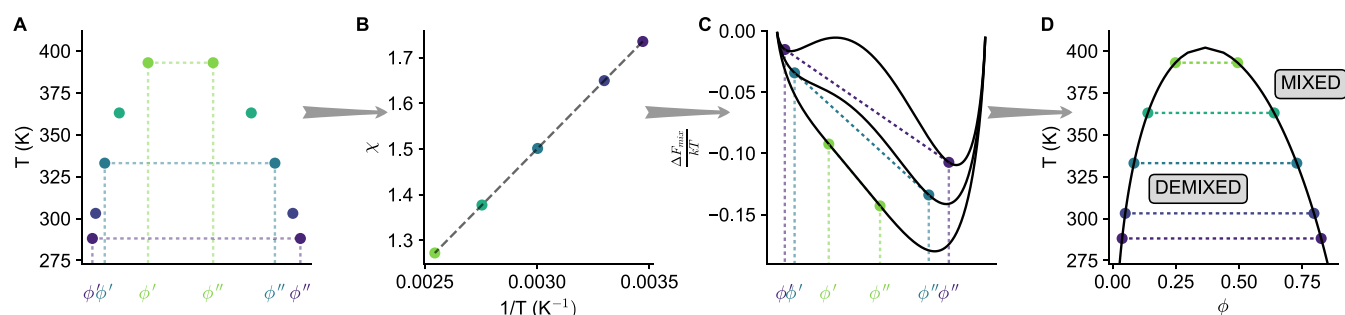 A
T (K)
400
375
350
325
300
275
ϕ′ ϕ′ ϕ′ ϕ″ ϕ″ ϕ″
B
χ
1.7
1.6
1.5
1.4
1.3
0.0025 0.0030 0.0035
1/T (K⁻¹)
C
ΔF_mix
kT
0.00
−0.05
−0.10
−0.15
ϕ′ ϕ′ ϕ′ ϕ″ ϕ″ ϕ″
D
T (K)
400
375
350
325
300
275
MIXED
DEMIXED
0.0 0.25 0.50 0.75
ϕ